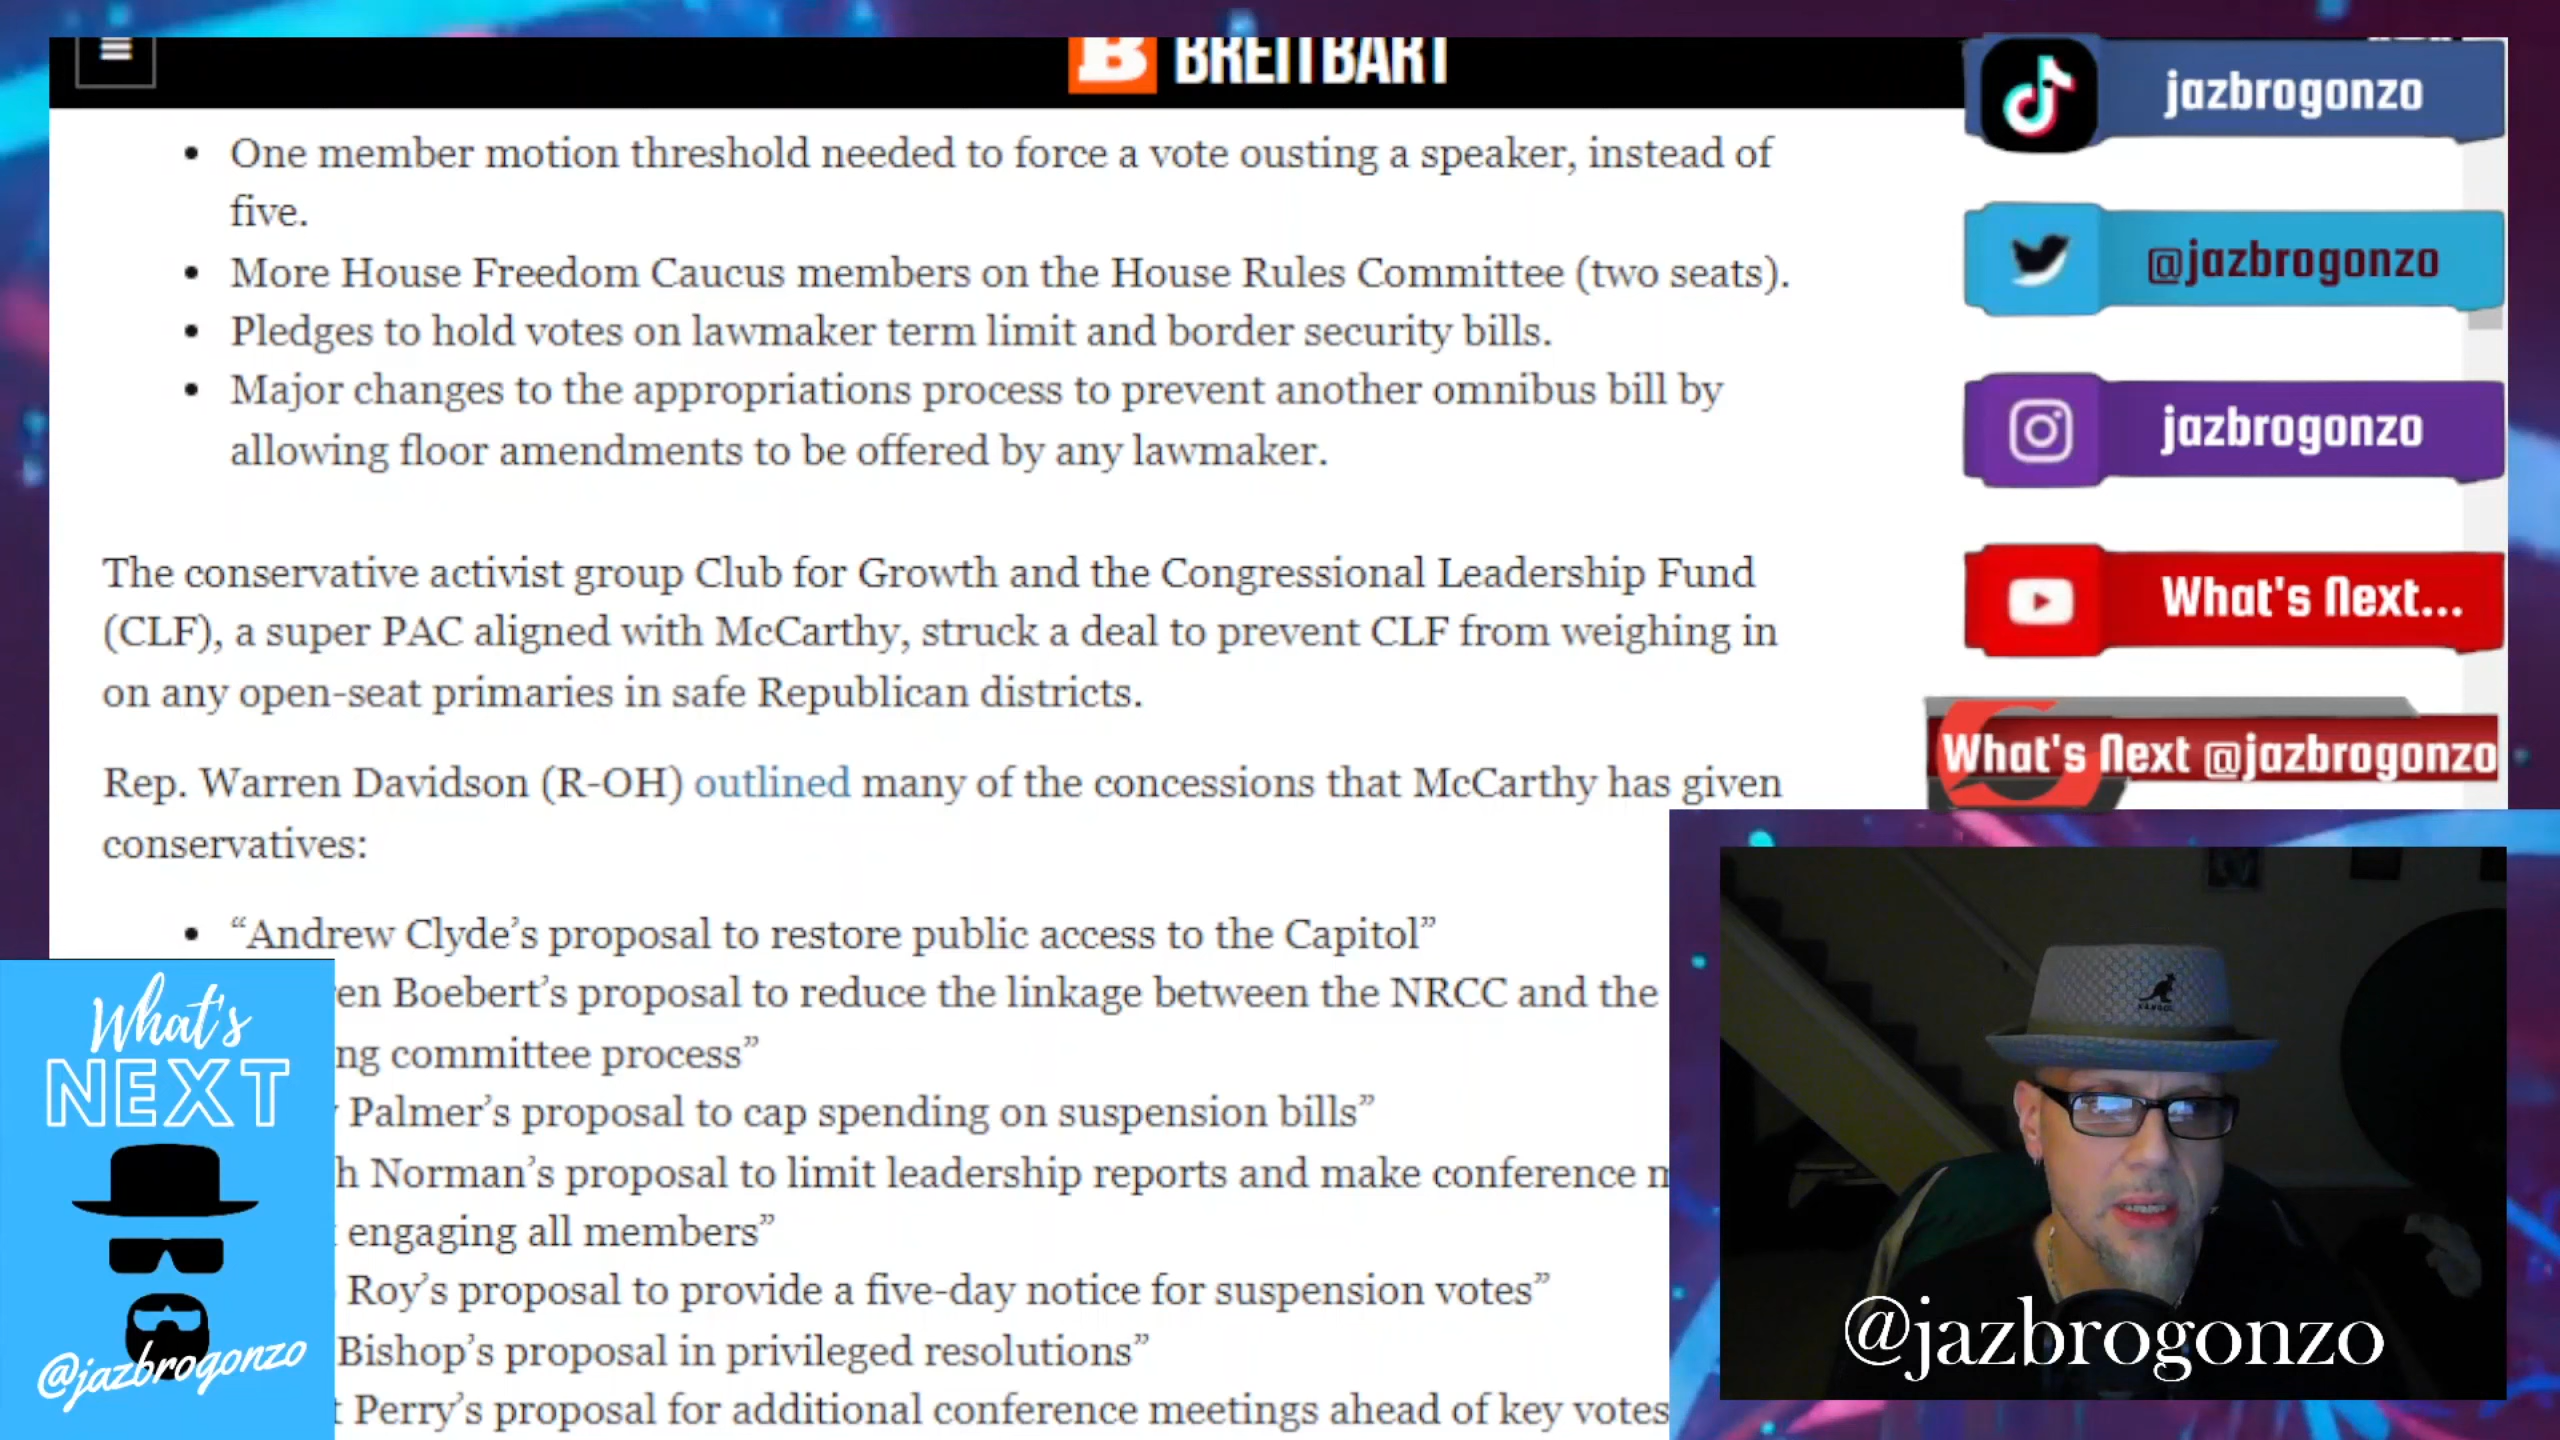 BREITBART
• One member motion threshold needed to force a vote ousting a speaker, instead of
five.
• More House Freedom Caucus members on the House Rules Committee (two seats).
• Pledges to hold votes on lawmaker term limit and border security bills.
• Major changes to the appropriations process to prevent another omnibus bill by
allowing floor amendments to be offered by any lawmaker.
The conservative activist group Club for Growth and the Congressional Leadership Fund
(CLF), a super PAC aligned with McCarthy, struck a deal to prevent CLF from weighing in
on any open-seat primaries in safe Republican districts.
Rep. Warren Davidson (R-OH) outlined many of the concessions that McCarthy has given
conservatives:
• “Andrew Clyde’s proposal to restore public access to the Capitol”
Boebert’s proposal to reduce the linkage between the NRCC and the
committee process”
Palmer’s proposal to cap spending on suspension bills”
Norman’s proposal to limit leadership reports and make conference
engaging all members”
Roy’s proposal to provide a five-day notice for suspension votes”
Bishop’s proposal in privileged resolutions”
Perry’s proposal for additional conference meetings ahead of key votes
jazbrogonzo
@jazbrogonzo
jazbrogonzo
What's Next...
What's Next @jazbrogonzo
What's
NEXT
@jazbrogonzo
KANGOL
@jazbrogonzo